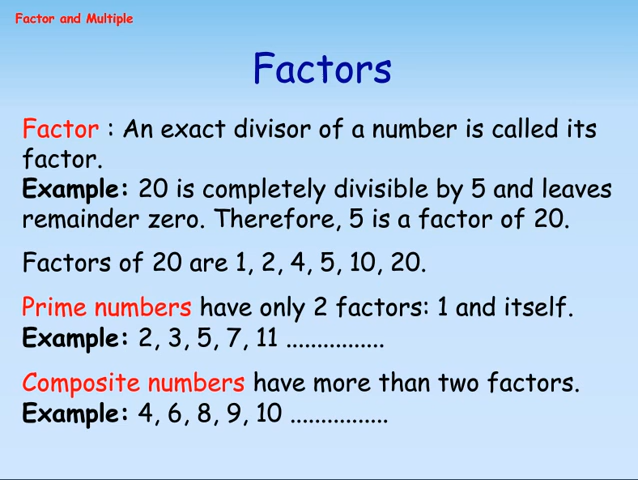 Factor and Multiple
Factors
Factor : An exact divisor of a number is called its
factor.
Example: 20 is completely divisible by 5 and leaves
remainder zero. Therefore, 5 is a factor of 20.
Factors of 20 are 1, 2, 4, 5, 10, 20.
Prime numbers have only 2 factors: 1 and itself.
Example: 2, 3, 5, 7, 11 ................
Composite numbers have more than two factors.
Example: 4, 6, 8, 9, 10 ................